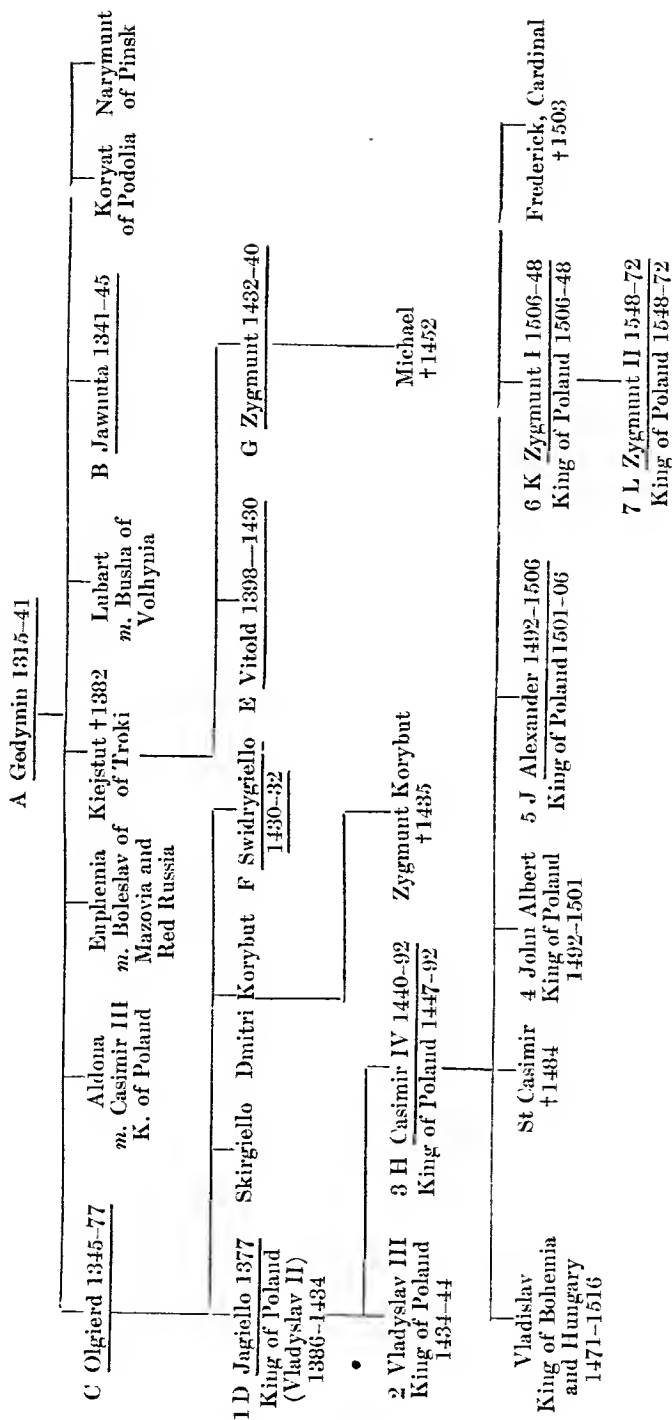 A Gedymin 1315-41
C Olgierd 1345-77
Aldona
m. Casimir III
K. of Poland
Euphemia
m. Boleslav of
Mazovia and
Red Russia
Kiejstut †1382
of Troki
Lubart
m. Busha of
Volhynia
B Jawnuta 1341-45
Koryat
of Podolia
Narymunt
of Pinsk
1 D Jagiello 1377
King of Poland
(Vladyslav II)
1386-1434
Skirgiello
Dmitri Korybut
F Swidrygiello
1430-32
E Vitold 1398—1430
G Zygmunt 1432-40
2 Vladyslav III
King of Poland
1434-44
3 H Casimir IV 1440-92
King of Poland 1447-92
Zygmunt Korybut
†1435
Michael
†1452
Vladislav
King of Bohemia
and Hungary
1471-1516
St Casimir
†1484
4 John Albert
King of Poland
1492-1501
5 J Alexander 1492-1506
King of Poland 1501-06
6 K Zygmunt I 1506-48
King of Poland 1506-48
Frederick, Cardinal
†1503
7 L Zygmunt II 1548-72
King of Poland 1548-72